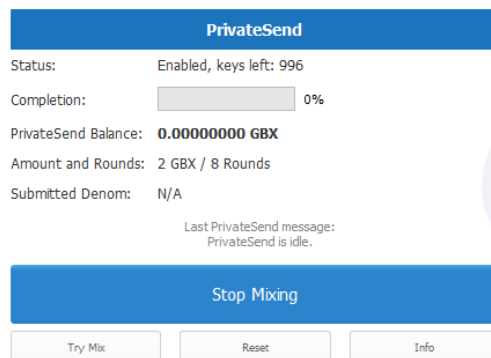 PrivateSend
Status: Enabled, keys left: 996
Completion: 0%
PrivateSend Balance: 0.00000000 GBX
Amount and Rounds: 2 GBX / 8 Rounds
Submitted Denom: N/A
Last PrivateSend message:
PrivateSend is idle.
Stop Mixing
Try Mix Reset Info